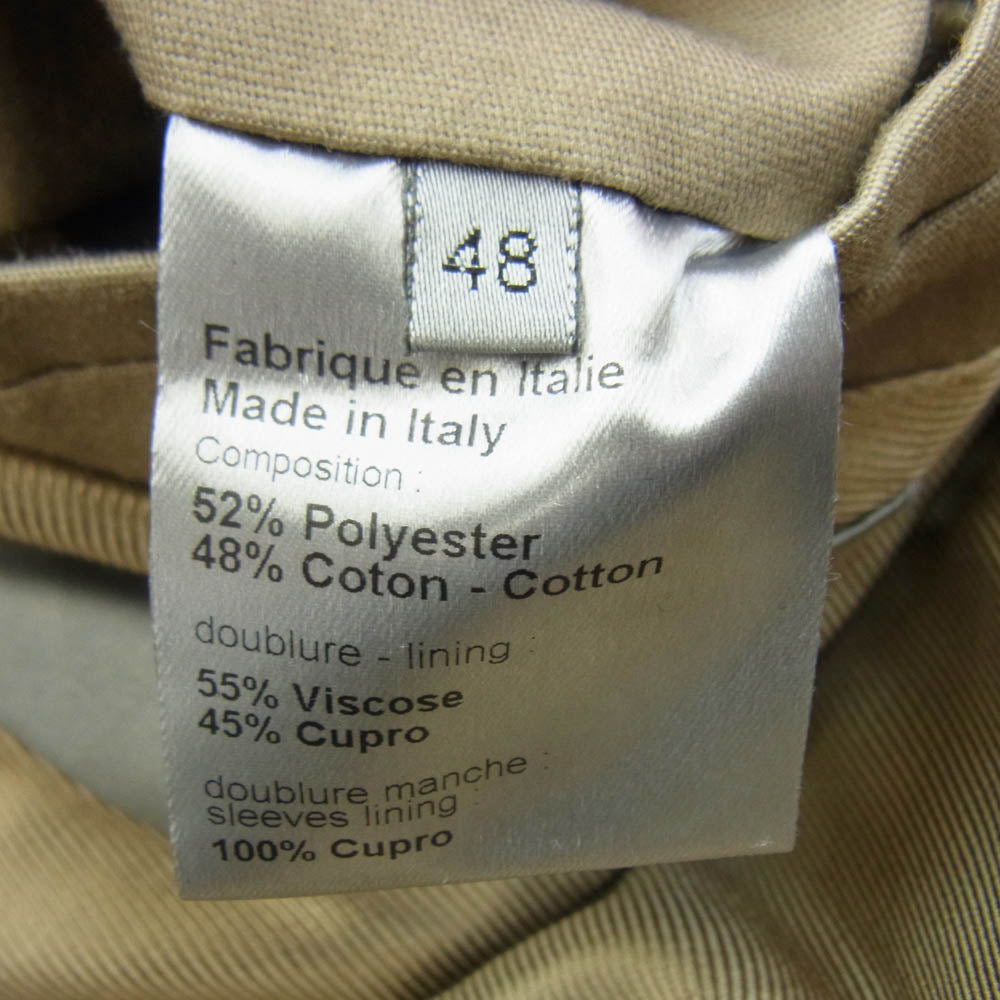 48
Fabrique en Italie
Made in Italy
Composition :
52% Polyester
48% Coton - Cotton
doublure - lining :
55% Viscose
45% Cupro
doublure manche :
sleeves lining :
100% Cupro